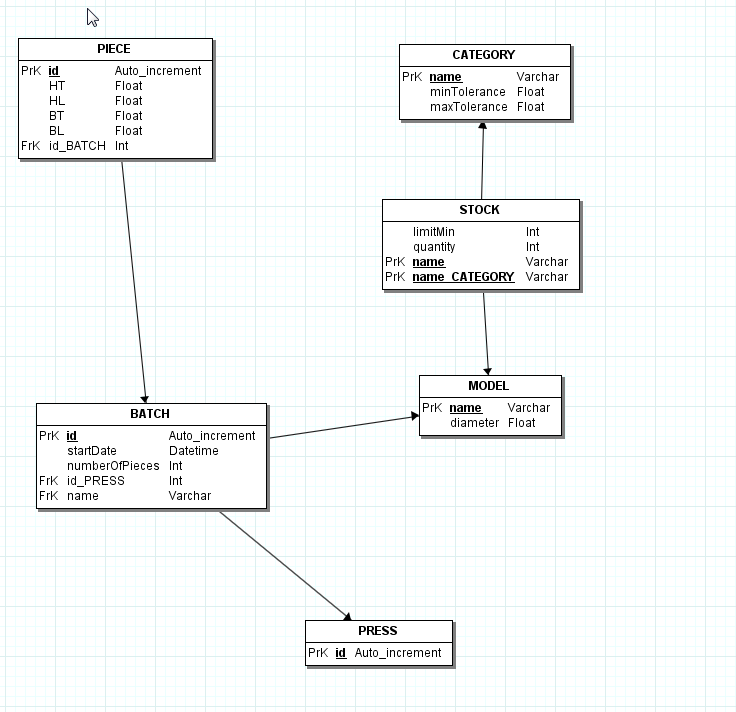 PIECE
PrK id Auto_increment
HT Float
HL Float
BT Float
BL Float
FrK id_BATCH Int
CATEGORY
PrK name Varchar
minTolerance Float
maxTolerance Float
STOCK
limitMin Int
quantity Int
PrK name Varchar
PrK name_CATEGORY Varchar
MODEL
PrK name Varchar
diameter Float
BATCH
PrK id Auto_increment
startDate Datetime
numberOfPieces Int
FrK id_PRESS Int
FrK name Varchar
PRESS
PrK id Auto_increment